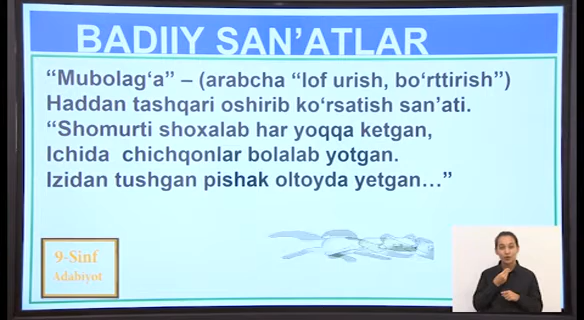 BADIIY SAN’ATLAR
“Mubolag‘a” – (arabcha “lof urish, bo‘rttirish”)
Haddan tashqari oshirib ko‘rsatish san’ati.
“Shomurti shoxalab har yoqqa ketgan,
Ichida chichqonlar bolalab yotgan.
Izidan tushgan pishak oltoyda yetgan…”
9-Sinf
Adabiyot